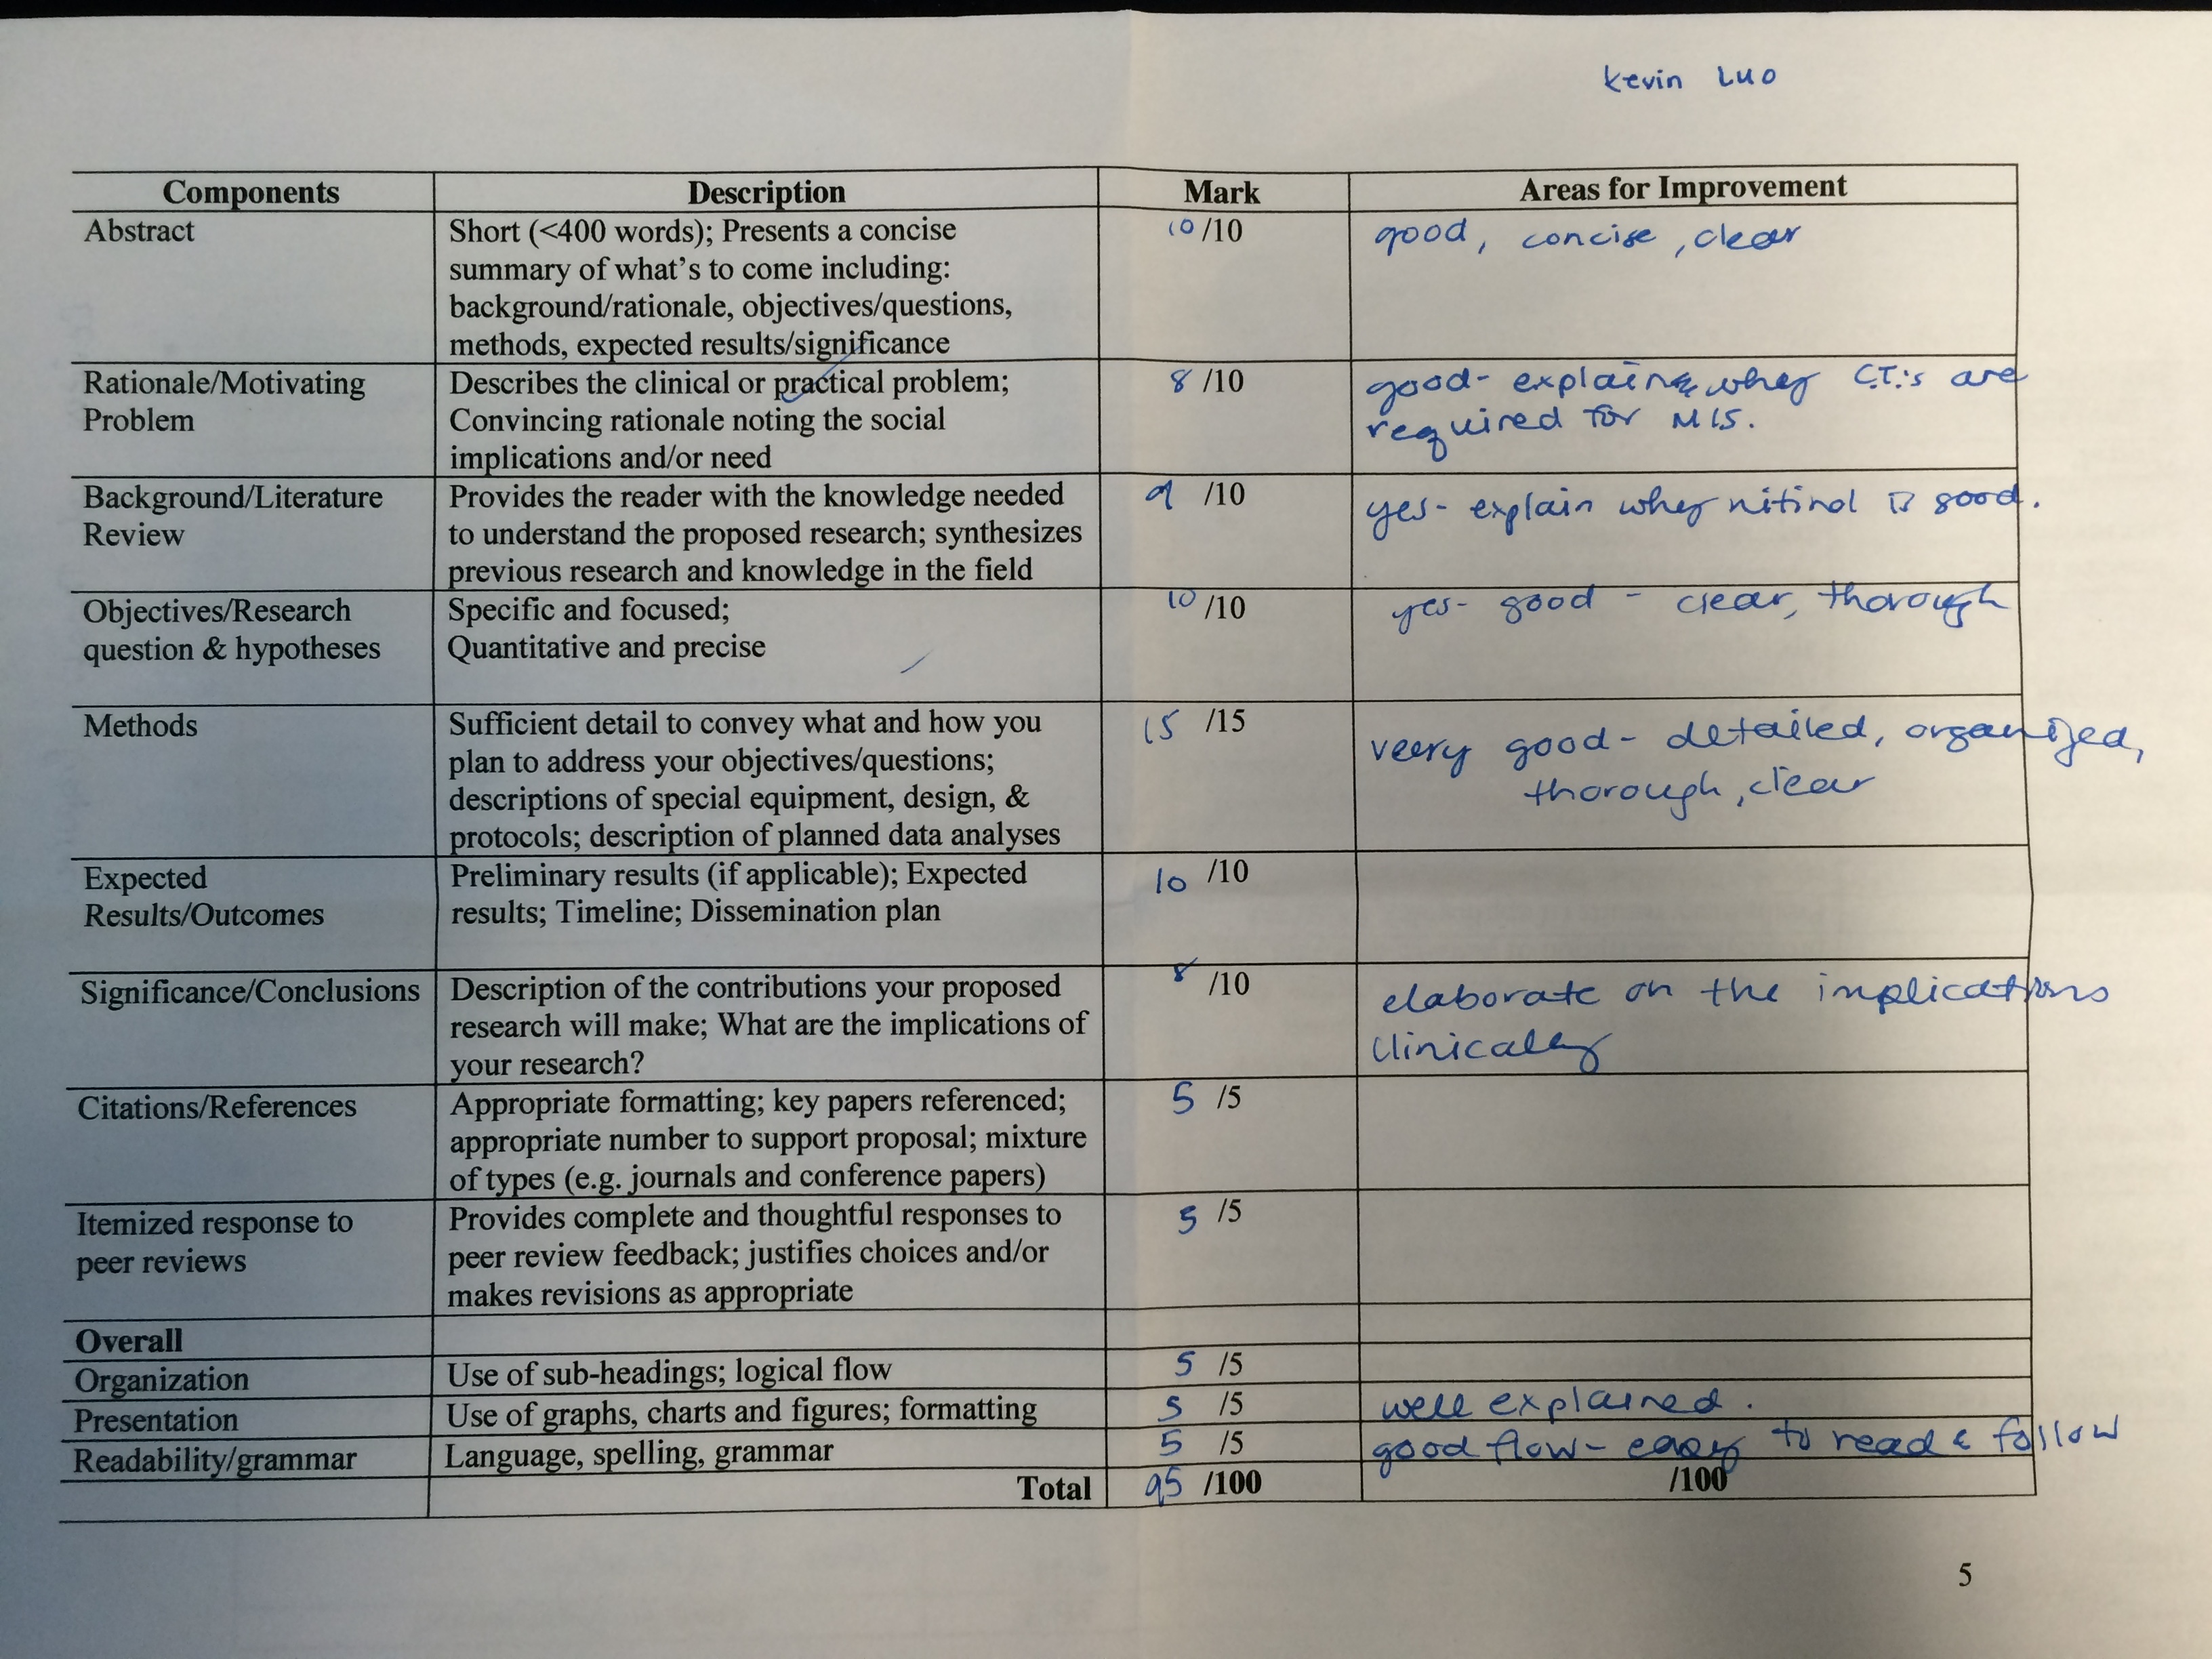 Kevin Luo
Components Description Mark Areas for Improvement
Abstract Short (<400 words); Presents a concise 10 /10 good, concise, clear
summary of what's to come including:
background/rationale, objectives/questions,
methods, expected results/significance
Rationale/Motivating Describes the clinical or practical problem; 8 /10 good - explains why CT.'s are
Problem Convincing rationale noting the social required for MIS.
implications and/or need
Background/Literature Provides the reader with the knowledge needed 9 /10 yes - explain why nitinol is good.
Review to understand the proposed research; synthesizes
previous research and knowledge in the field
Objectives/Research Specific and focused; 10 /10 yes - good - clear, thorough
question & hypotheses Quantitative and precise
Methods Sufficient detail to convey what and how you 15 /15 very good - detailed, organized,
plan to address your objectives/questions; thorough, clear
descriptions of special equipment, design, &
protocols; description of planned data analyses
Expected Preliminary results (if applicable); Expected 10 /10
Results/Outcomes results; Timeline; Dissemination plan
Significance/Conclusions Description of the contributions your proposed 8 /10 elaborate on the implications
research will make; What are the implications of clinically
your research?
Citations/References Appropriate formatting; key papers referenced; 5 /5
appropriate number to support proposal; mixture
of types (e.g. journals and conference papers)
Itemized response to Provides complete and thoughtful responses to 5 /5
peer reviews peer review feedback; justifies choices and/or
makes revisions as appropriate
Overall
Organization Use of sub-headings; logical flow 5 /5
Presentation Use of graphs, charts and figures; formatting 5 /5 well explained.
Readability/grammar Language, spelling, grammar 5 /5 good flow - easy to read & follow
Total 95 /100 /100
5